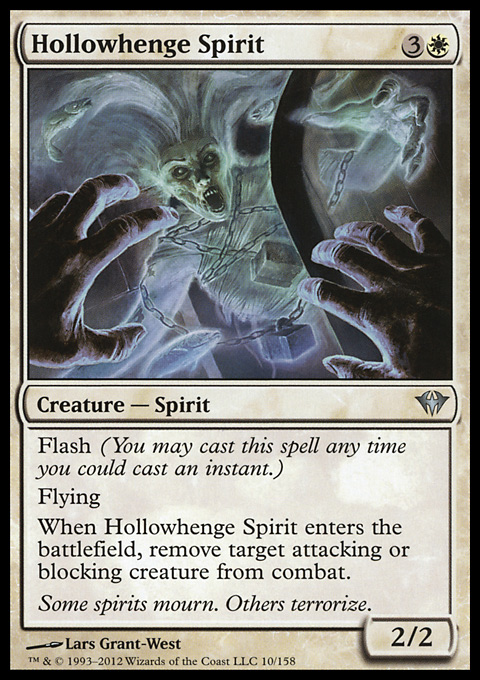 Hollowhenge Spirit 3
Creature — Spirit
Flash (You may cast this spell any time
you could cast an instant.)
Flying
When Hollowhenge Spirit enters the
battlefield, remove target attacking or
blocking creature from combat.
Some spirits mourn. Others terrorize.
2/2
Lars Grant-West
™ & © 1993–2012 Wizards of the Coast LLC 10/158